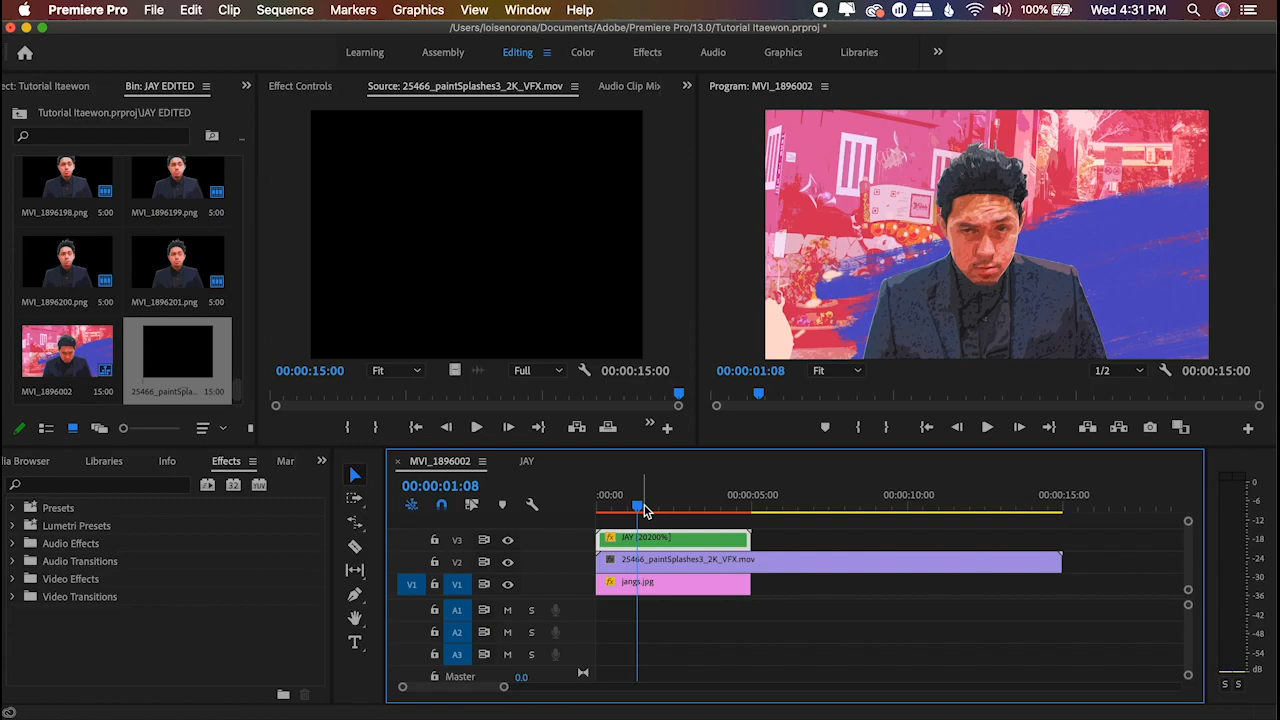 Premiere Pro File Edit Clip Sequence Markers Graphics View Window Help 100% Wed 4:31 PM
/Users/loisenorona/Documents/Adobe/Premiere Pro/13.0/Tutorial Itaewon.prproj *
Learning Assembly Editing Color Effects Audio Graphics Libraries
ect: Tutorial Itaewon Bin: JAY EDITED Effect Controls Source: 25466_paintSplashes3_2K_VFX.mov Audio Clip Mix Program: MVI_1896002
Tutorial Itaewon.prproj\JAY EDITED
MVI_1896198.png 5:00 MVI_1896199.png 5:00
MVI_1896200.png 5:00 MVI_1896201.png 5:00
MVI_1896002 15:00 25466_paintSpla... 15:00
00:00:15:00 Fit Full 00:00:15:00 00:00:01:08 Fit 1/2 00:00:15:00
ia Browser Libraries Info Effects Mar
MVI_1896002 JAY
00:00:01:08
:00:00 00:00:05:00 00:00:10:00 00:00:15:00
Presets
Lumetri Presets
Audio Effects
Audio Transitions
Video Effects
Video Transitions
V3 JAY [20200%]
V2 25466_paintSplashes3_2K_VFX.mov
V1 V1 jangs.jpg
A1 M S
A2 M S
A3 M S
Master 0.0
0
-6
-12
-18
-24
-30
-36
-42
-48
-54
dB
S S